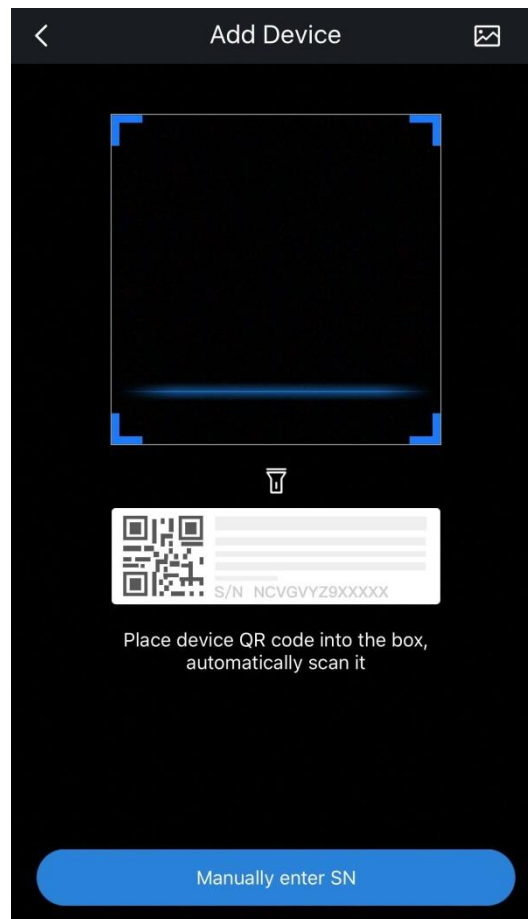 Add Device
S/N NCVGVYZ9XXXXX
Place device QR code into the box,
automatically scan it
Manually enter SN